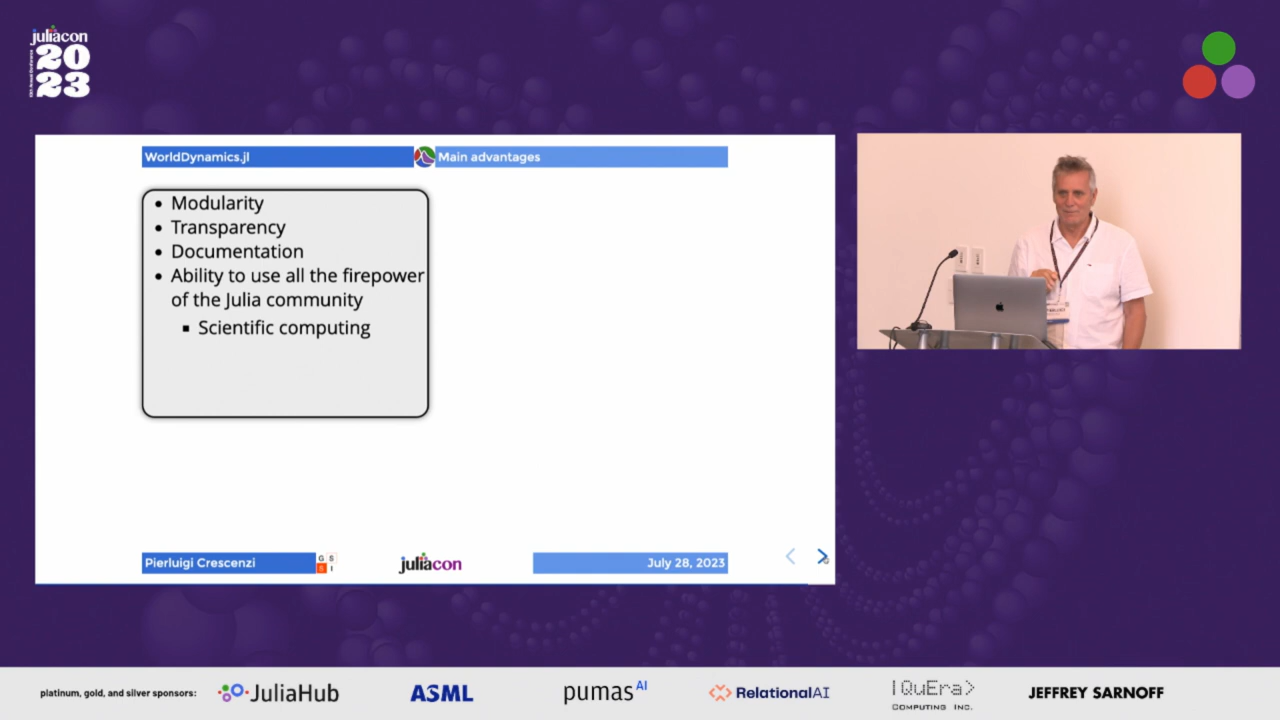 juliacon
20
23
WorldDynamics.jl
Main advantages
• Modularity
• Transparency
• Documentation
• Ability to use all the firepower
of the Julia community
▪ Scientific computing
Pierluigi Crescenzi
G S
S I
juliacon
July 28, 2023
platinum, gold, and silver sponsors:
JuliaHub
ASML
pumas AI
RelationalAI
|QuEra>
COMPUTING INC.
JEFFREY SARNOFF